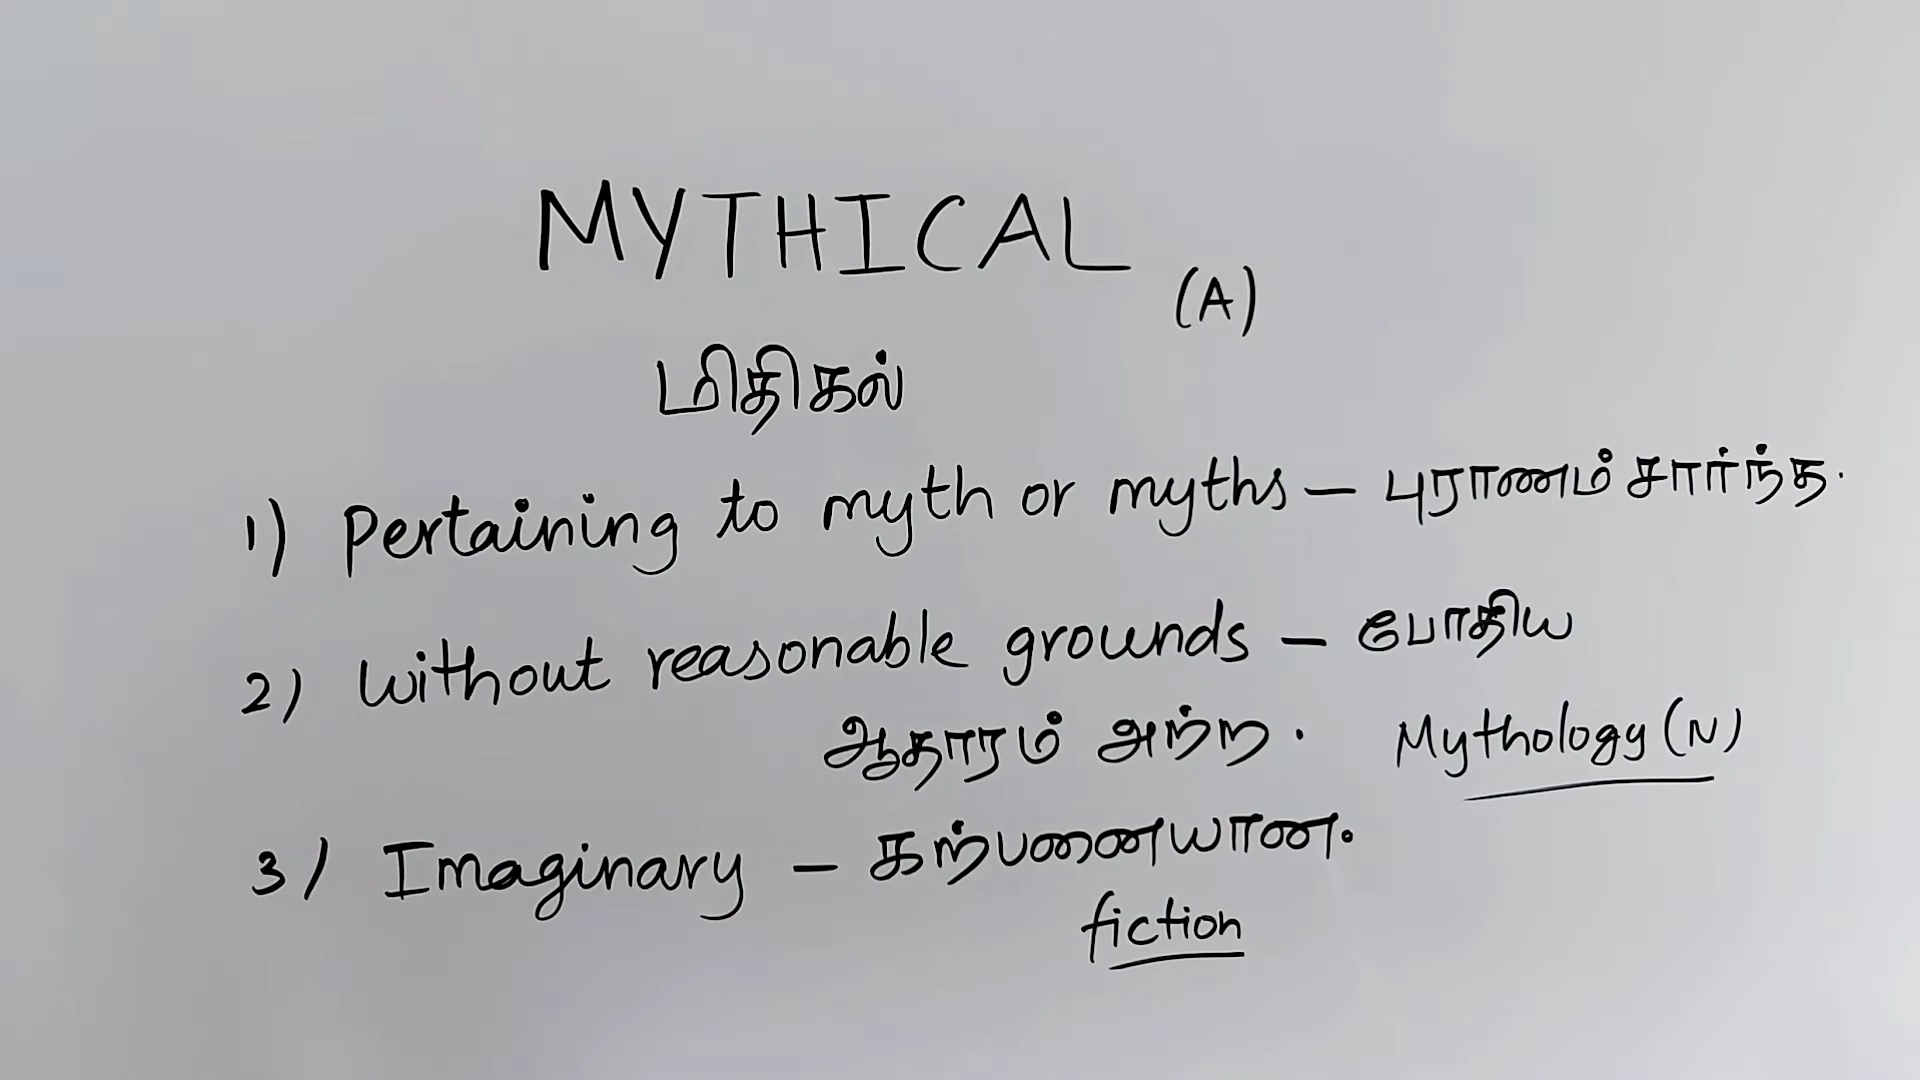 MYTHICAL (A)
மிதிகல்
1) Pertaining to myth or myths – புராணம் சார்ந்த.
2) Without reasonable grounds – போதிய
ஆதாரம் அற்ற. Mythology (N)
3) Imaginary – கற்பனையான.
fiction